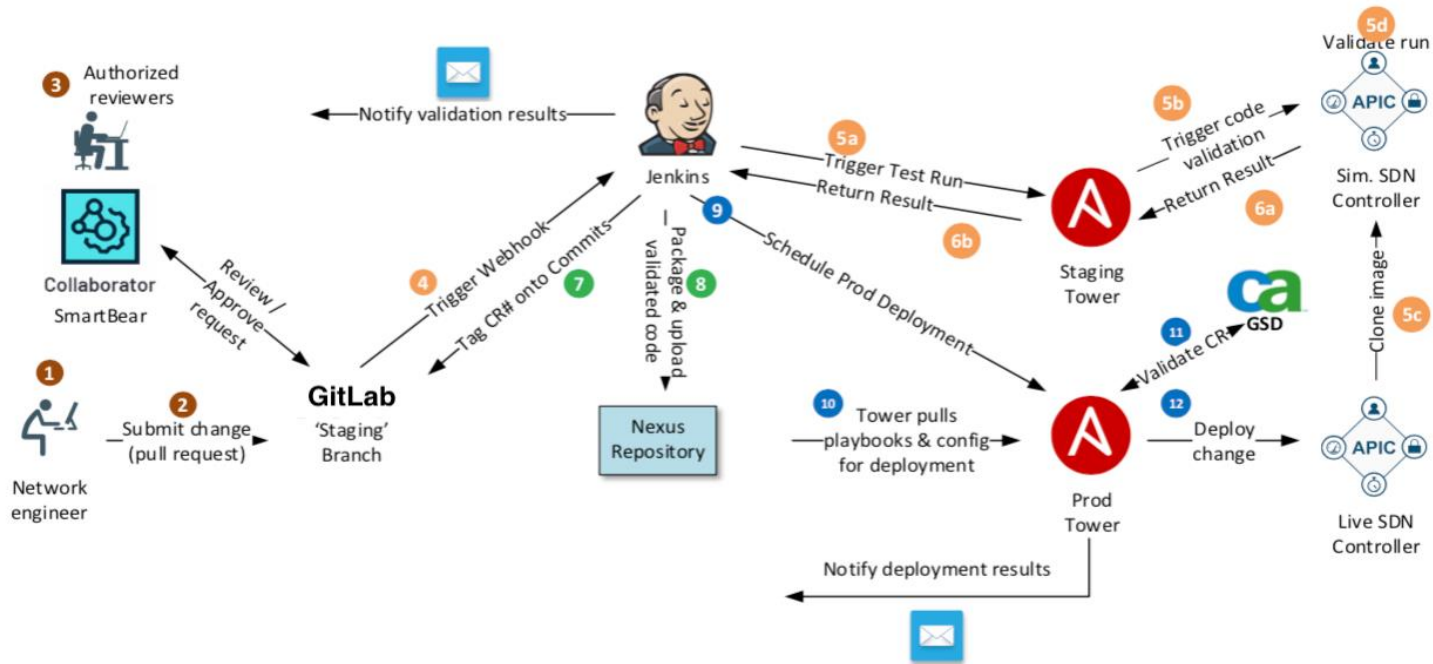 3
Authorized
reviewers
Collaborator
SmartBear
1
Network
engineer
2
Submit change
(pull request)
Review /
Approve
request
GitLab
'Staging'
Branch
Notify validation results
Jenkins
4
Trigger Webhook
7
Tag CR# onto Commits
8
Package & upload
validated code
Nexus
Repository
5a
Trigger Test Run
Return Result
6b
9
Schedule Prod Deployment
Staging
Tower
5b
Trigger code
validation
Return Result
6a
5d
Validate run
APIC
Sim. SDN
Controller
5c
Clone image
ca
GSD
11
Validate CR
10
Tower pulls
playbooks & config
for deployment
Prod
Tower
12
Deploy
change
APIC
Live SDN
Controller
Notify deployment results